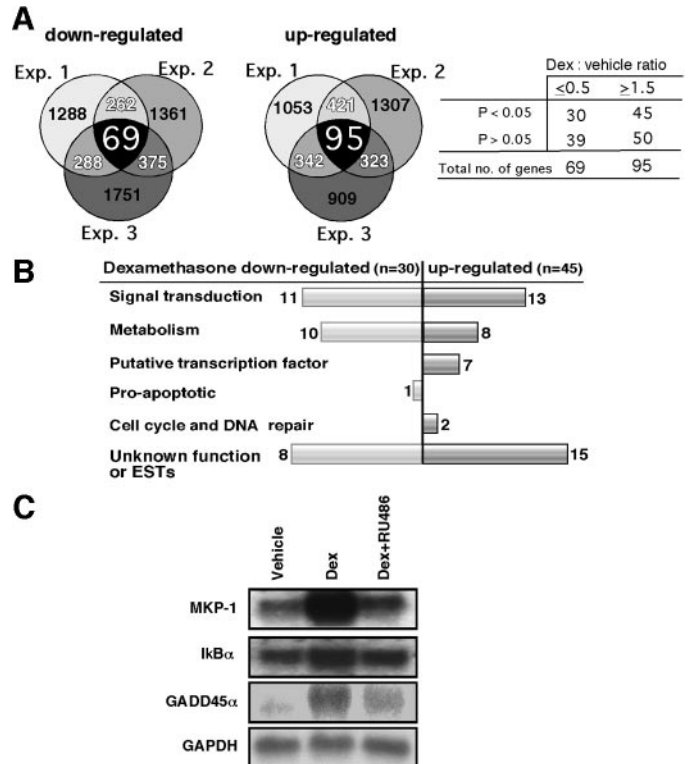 A
down-regulated
up-regulated
Exp. 1
Exp. 2
1288
262
1361
69
288
375
1751
Exp. 3
Exp. 1
Exp. 2
1053
421
1307
95
342
323
909
Exp. 3
Dex : vehicle ratio
≤0.5 ≥1.5
P < 0.05 30 45
P > 0.05 39 50
Total no. of genes 69 95
B
Dexamethasone down-regulated (n=30) up-regulated (n=45)
Signal transduction 11 13
Metabolism 10 8
Putative transcription factor 7
Pro-apoptotic 1
Cell cycle and DNA repair 2
Unknown function 8 15
or ESTs
C
Vehicle
Dex
Dex+RU486
MKP-1
IkBα
GADD45α
GAPDH